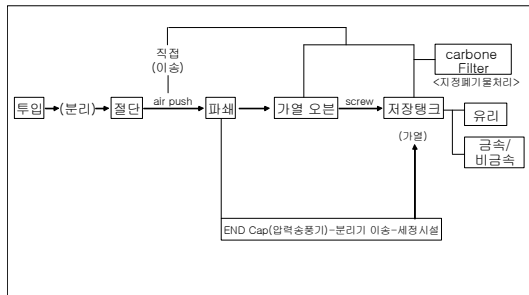 직접
(이송)
carbone
Filter
<지정폐기물처리>
투입
(분리)
절단
air push
파쇄
가열 오븐
screw
저장탱크
유리
(가열)
금속/
비금속
END Cap(압력송풍기)-분리기 이송-세정시설